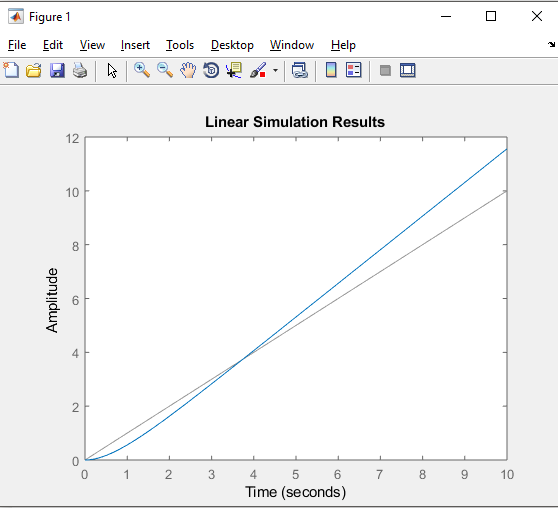 Figure 1
File Edit View Insert Tools Desktop Window Help
Linear Simulation Results
12
10
8
6
4
2
0
Amplitude
0 1 2 3 4 5 6 7 8 9 10
Time (seconds)